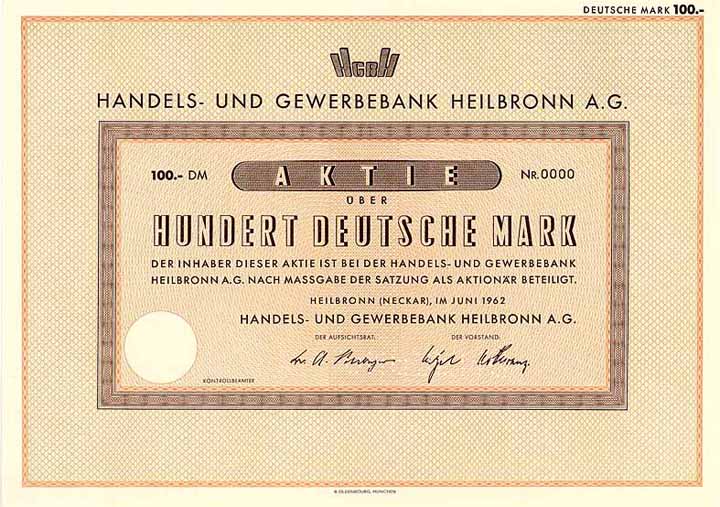 DEUTSCHE MARK 100.-
HGBH
HANDELS- UND GEWERBEBANK HEILBRONN A.G.
100.- DM AKTIE NR.0000
ÜBER
HUNDERT DEUTSCHE MARK
DER INHABER DIESER AKTIE IST BEI DER HANDELS- UND GEWERBEBANK
HEILBRONN A.G. NACH MASSGABE DER SATZUNG ALS AKTIONÄR BETEILIGT.
HEILBRONN (NECKAR), IM JUNI 1962
HANDELS- UND GEWERBEBANK HEILBRONN A.G.
DER AUFSICHTSRAT: DER VORSTAND:
KONTROLLBEAMTER
R. OLDENBOURG, MÜNCHEN